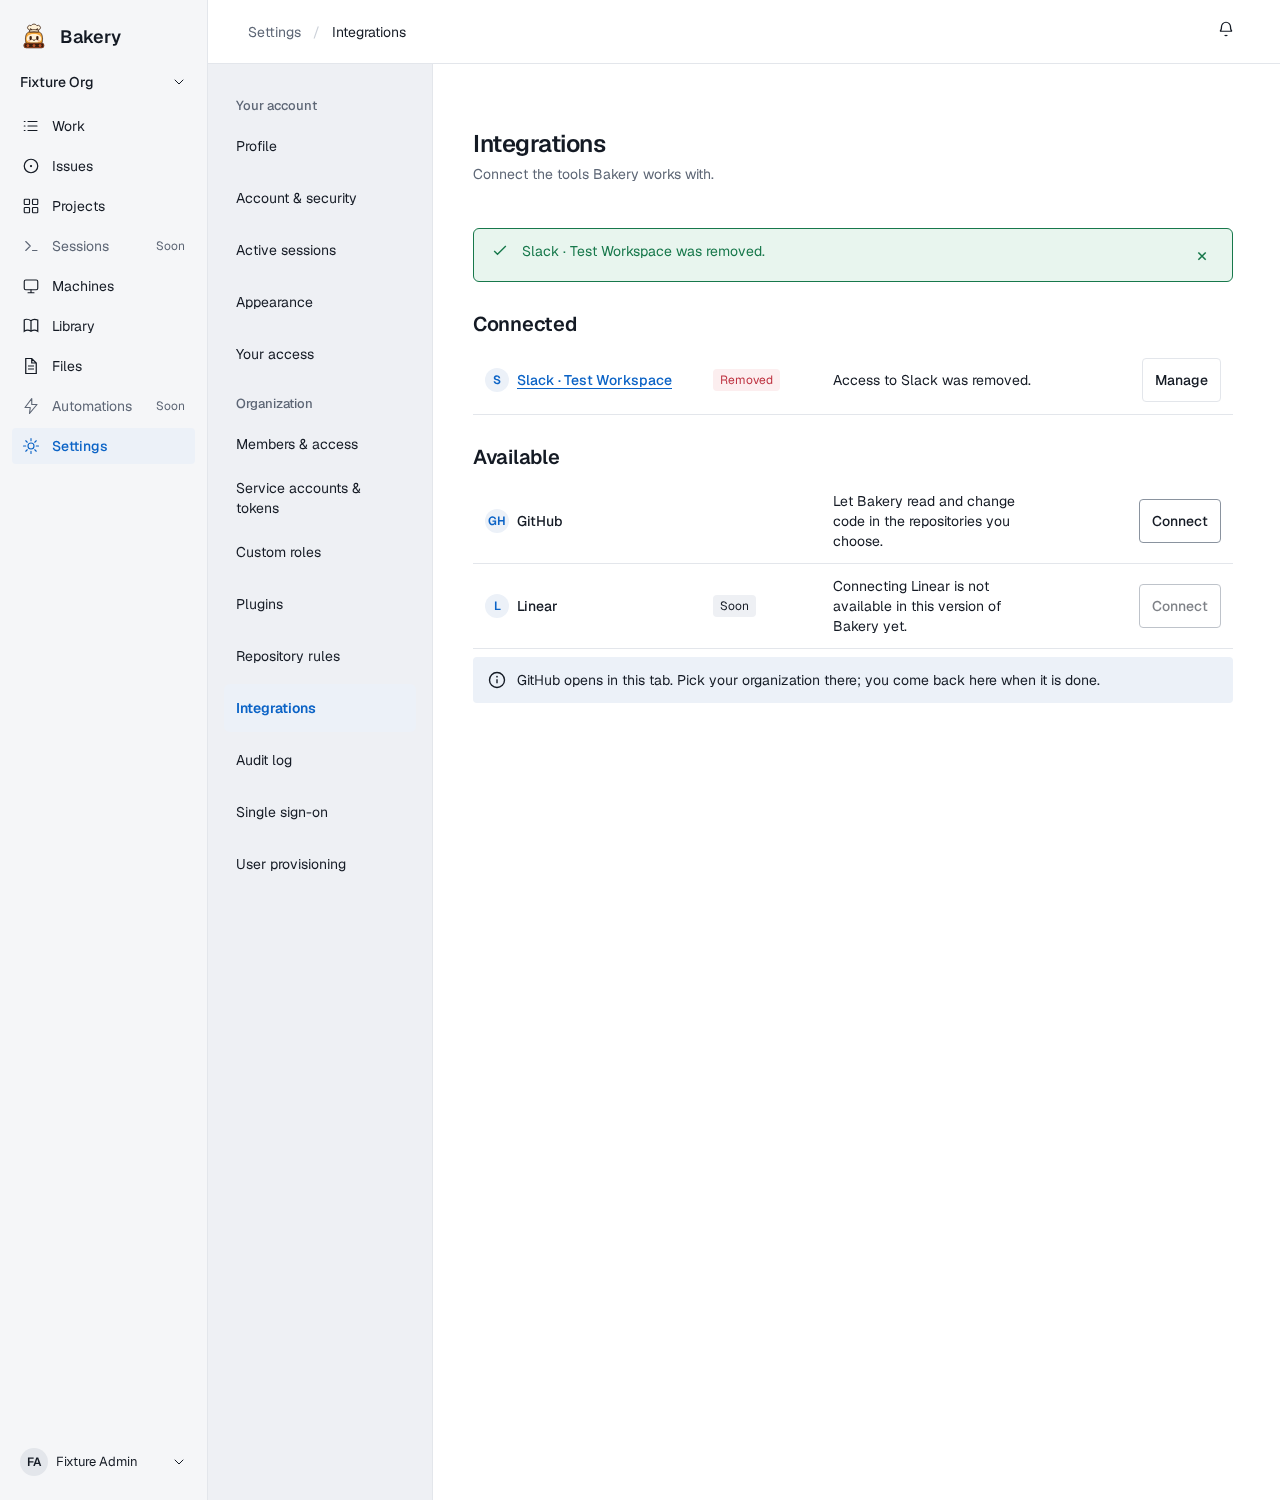 Bakery
Fixture Org
Work
Issues
Projects
Sessions Soon
Machines
Library
Files
Automations Soon
Settings
FA Fixture Admin
Settings / Integrations
Your account
Profile
Account & security
Active sessions
Appearance
Your access
Organization
Members & access
Service accounts &
tokens
Custom roles
Plugins
Repository rules
Integrations
Audit log
Single sign-on
User provisioning
Integrations
Connect the tools Bakery works with.
Slack · Test Workspace was removed.
Connected
S Slack · Test Workspace Removed Access to Slack was removed. Manage
Available
GH GitHub
Let Bakery read and change
code in the repositories you
choose.
Connect
L Linear Soon
Connecting Linear is not
available in this version of
Bakery yet.
Connect
GitHub opens in this tab. Pick your organization there; you come back here when it is done.